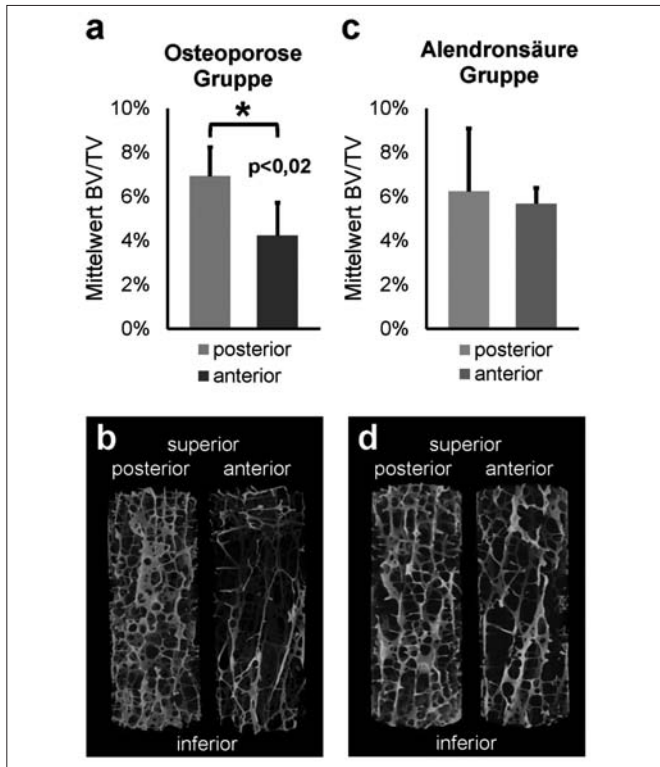 a
Osteoporose
Gruppe
10%
8%
6%
4%
2%
0%
Mittelwert BV/TV
*
p<0,02
posterior
anterior
c
Alendronsäure
Gruppe
10%
8%
6%
4%
2%
0%
Mittelwert BV/TV
posterior
anterior
b
superior
posterior anterior
inferior
d
superior
posterior anterior
inferior